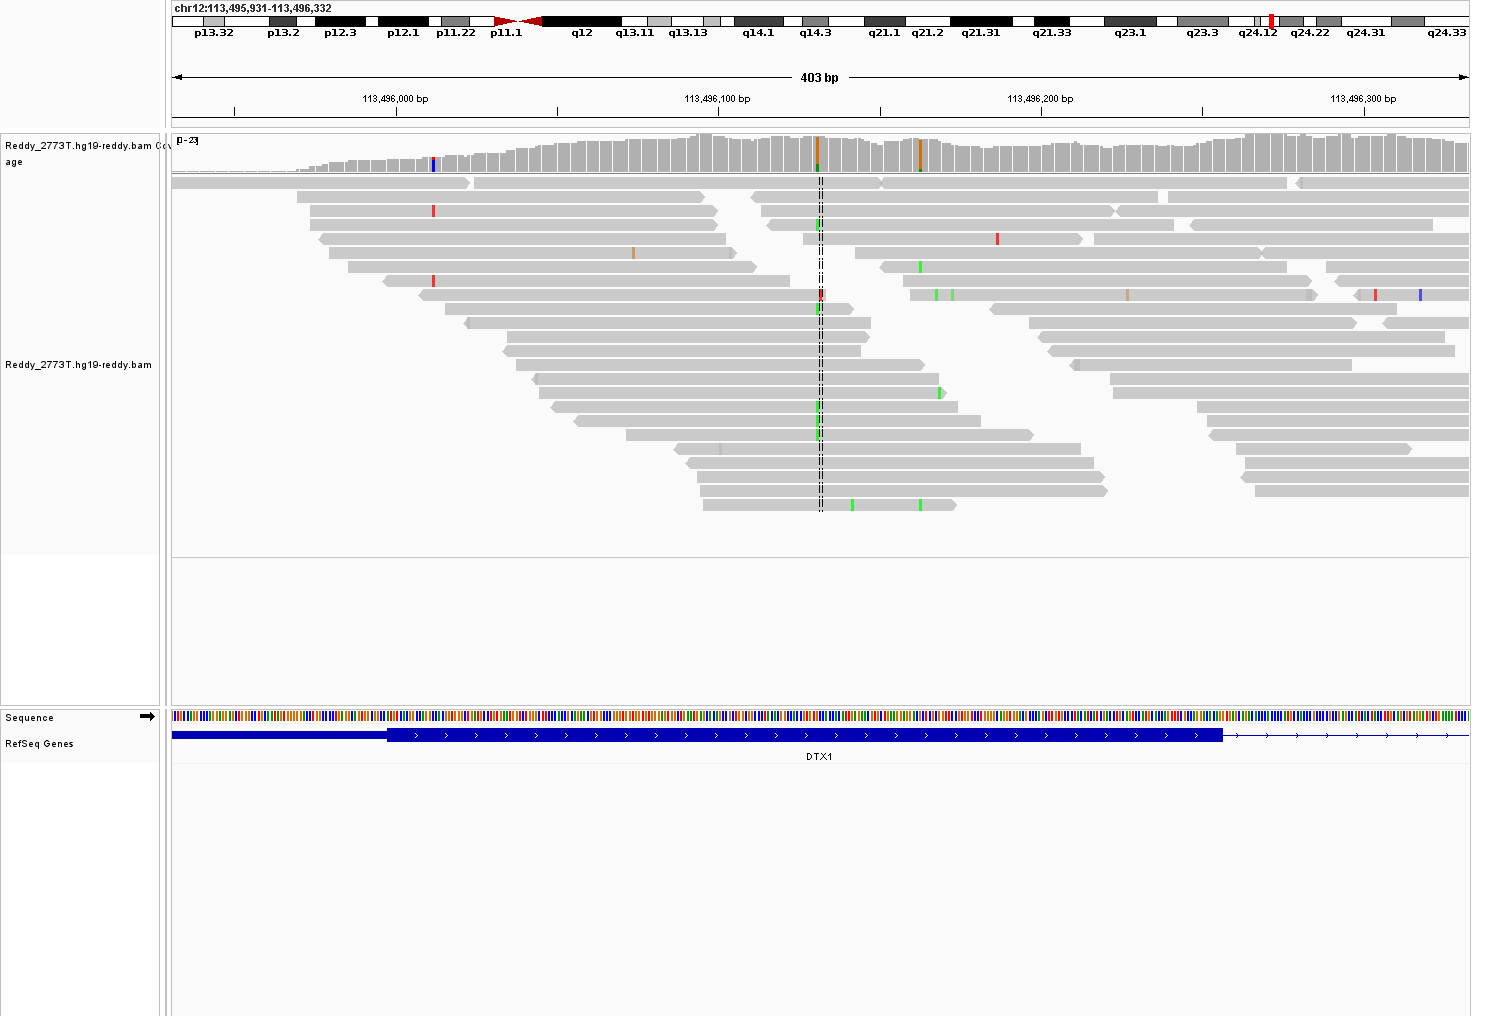 chr12:113,495,931-113,496,332
p13.32 p13.2 p12.3 p12.1 p11.22 p11.1 q12 q13.11 q13.13 q14.1 q14.3 q21.1 q21.2 q21.31 q21.33 q23.1 q23.3 q24.12 q24.22 q24.31 q24.33
403 bp
113,496,000 bp 113,496,100 bp 113,496,200 bp 113,496,300 bp
[0 - 23]
Reddy_2773T.hg19-reddy.bam Cov
age
Reddy_2773T.hg19-reddy.bam
Sequence
RefSeq Genes
DTX1